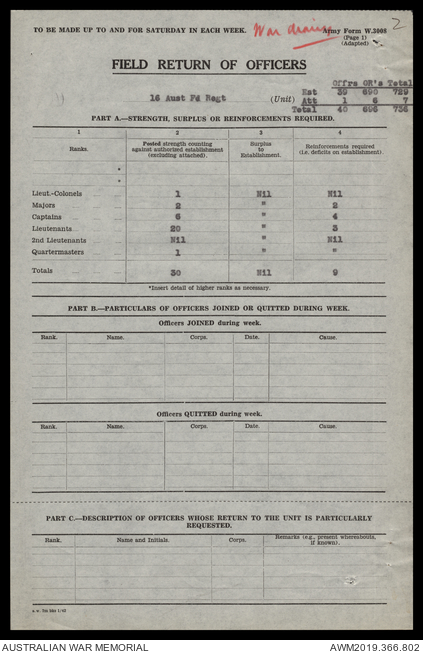 TO BE MADE UP TO AND FOR SATURDAY IN EACH WEEK.
War diaries
Army Form W.3008
2
(Page 1)
(Adapted)
FIELD RETURN OF OFFICERS
Offrs OR's Total
16 Aust Fd Regt (Unit) Est 39 690 729
Att 1 6 7
Total 40 696 736
PART A.—STRENGTH, SURPLUS OR REINFORCEMENTS REQUIRED.
1 2 3 4
Ranks. Posted strength counting against authorized establishment (excluding attached). Surplus to Establishment. Reinforcements required (i.e. deficits on establishment).
*
*
Lieut.-Colonels 1 Nil Nil
Majors 2 " 2
Captains 6 " 4
Lieutenants 20 " 3
2nd Lieutenants Nil " Nil
Quartermasters 1 " "
Totals 30 Nil 9
*Insert detail of higher ranks as necessary.
PART B.—PARTICULARS OF OFFICERS JOINED OR QUITTED DURING WEEK.
Officers JOINED during week.
Rank. Name. Corps. Date. Cause.
Officers QUITTED during week.
Rank. Name. Corps. Date. Cause.
PART C.—DESCRIPTION OF OFFICERS WHOSE RETURN TO THE UNIT IS PARTICULARLY
REQUESTED.
Rank. Name and Initials. Corps. Remarks (e.g., present whereabouts, if known).
AUSTRALIAN WAR MEMORIAL AWM2019.366.802